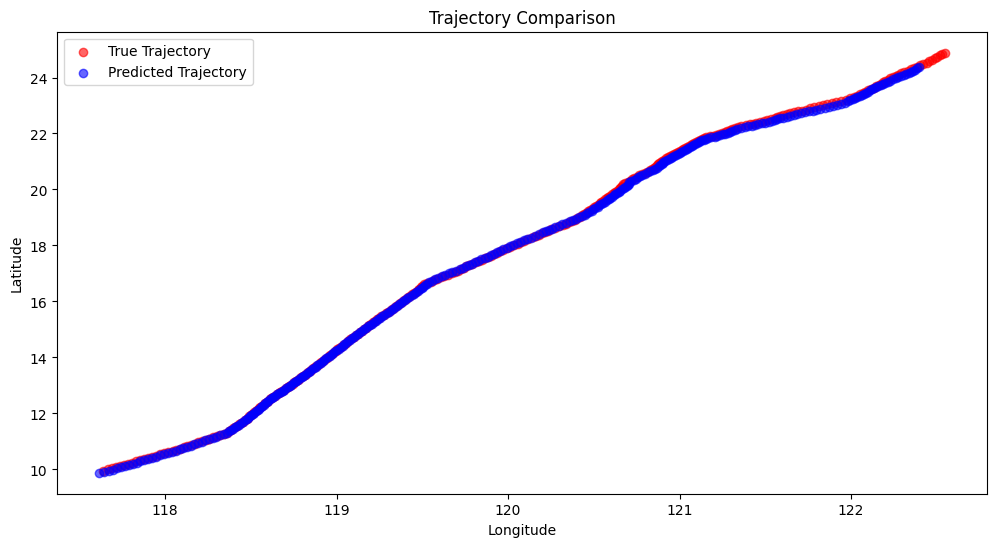 Trajectory Comparison
True Trajectory
Predicted Trajectory
Latitude
24
22
20
18
16
14
12
10
118 119 120 121 122
Longitude